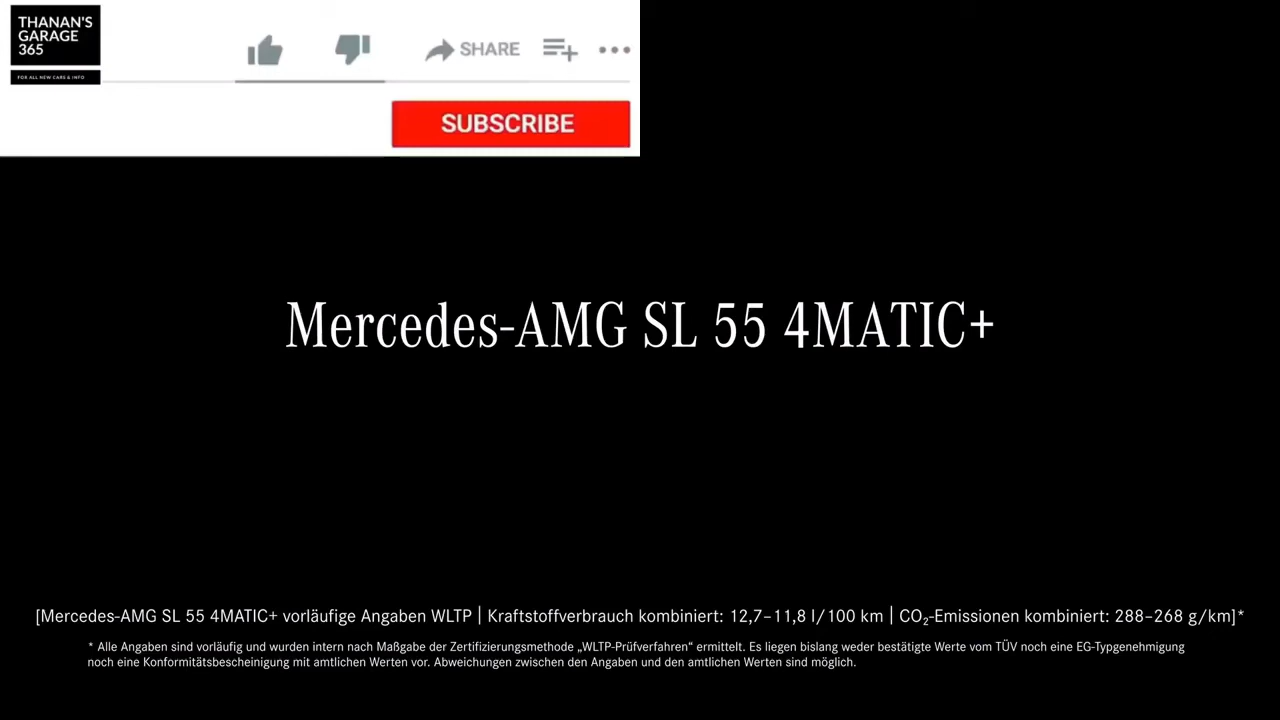 THANAN'S
GARAGE
365
FOR ALL NEW CARS & INFO
SHARE
SUBSCRIBE
Mercedes-AMG SL 55 4MATIC+
[Mercedes-AMG SL 55 4MATIC+ vorläufige Angaben WLTP | Kraftstoffverbrauch kombiniert: 12,7–11,8 l/100 km | CO₂-Emissionen kombiniert: 288–268 g/km]*
* Alle Angaben sind vorläufig und wurden intern nach Maßgabe der Zertifizierungsmethode „WLTP-Prüfverfahren“ ermittelt. Es liegen bislang weder bestätigte Werte vom TÜV noch eine EG-Typgenehmigung
noch eine Konformitätsbescheinigung mit amtlichen Werten vor. Abweichungen zwischen den Angaben und den amtlichen Werten sind möglich.